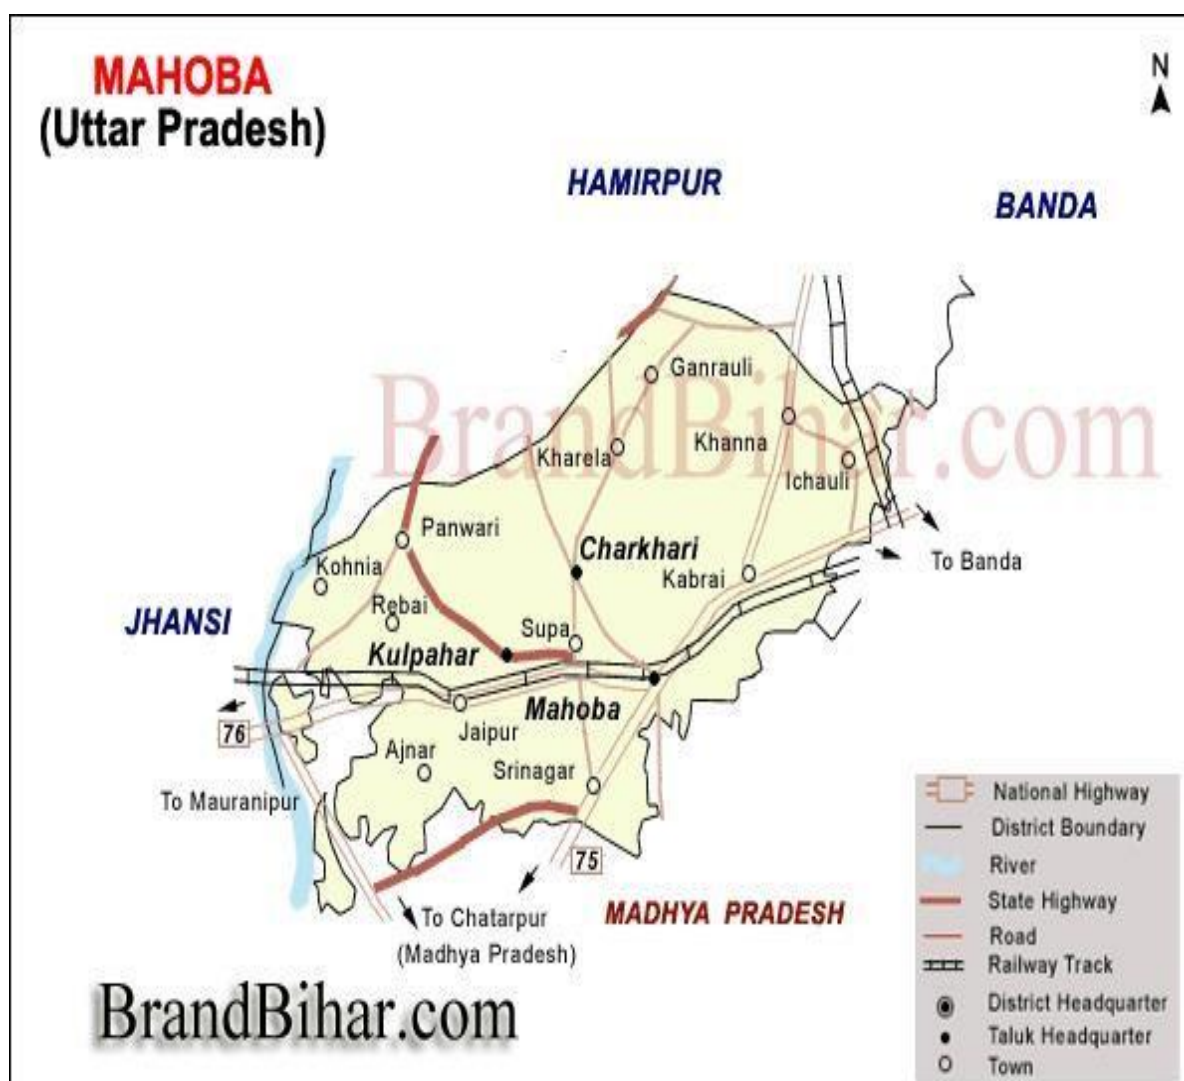 MAHOBA
(Uttar Pradesh)
N
HAMIRPUR
BANDA
BrandBihar.com
Ganrauli
Khanna
Kharela
Ichauli
Panwari
Charkhari
Kabrai
To Banda
Kohnia
Rebai
JHANSI
Supa
Kulpahar
Mahoba
76
Jaipur
Ajnar
Srinagar
To Mauranipur
75
To Chatarpur
(Madhya Pradesh)
MADHYA PRADESH
National Highway
District Boundary
River
State Highway
Road
Railway Track
District Headquarter
Taluk Headquarter
Town
BrandBihar.com